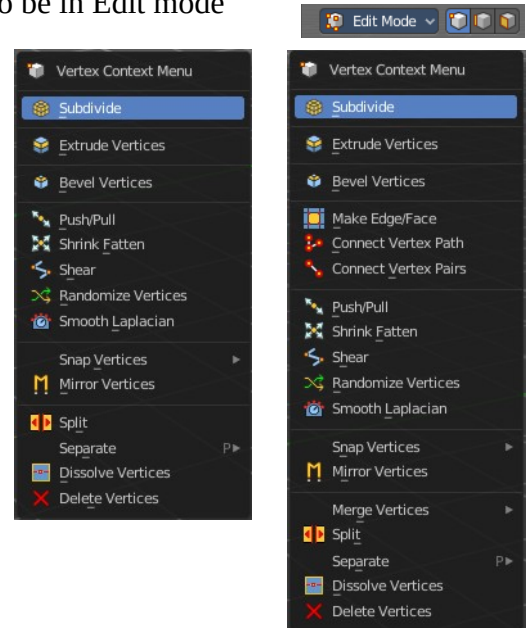 o be in Edit mode
Edit Mode
Vertex Context Menu
Subdivide
Extrude Vertices
Bevel Vertices
Push/Pull
Shrink Fatten
Shear
Randomize Vertices
Smooth Laplacian
Snap Vertices
Mirror Vertices
Split
Separate P
Dissolve Vertices
Delete Vertices
Vertex Context Menu
Subdivide
Extrude Vertices
Bevel Vertices
Make Edge/Face
Connect Vertex Path
Connect Vertex Pairs
Push/Pull
Shrink Fatten
Shear
Randomize Vertices
Smooth Laplacian
Snap Vertices
Mirror Vertices
Merge Vertices
Split
Separate P
Dissolve Vertices
Delete Vertices